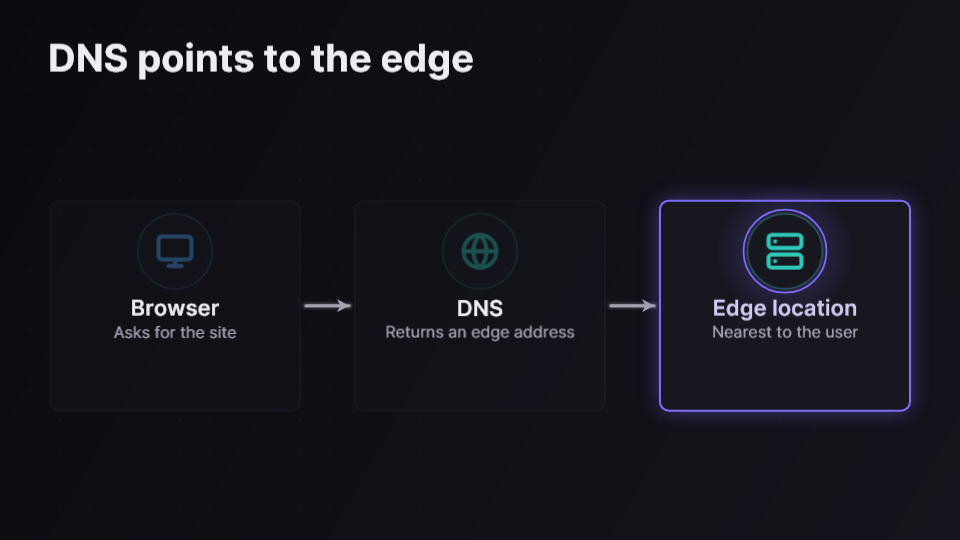 DNS points to the edge
Browser
Asks for the site
DNS
Returns an edge address
Edge location
Nearest to the user